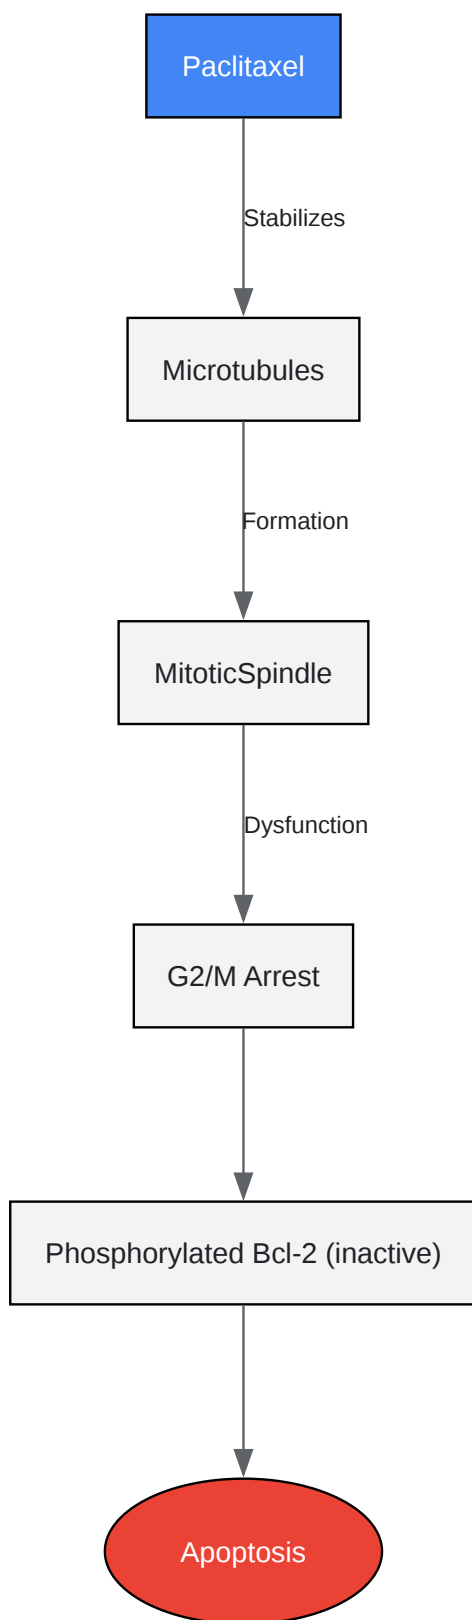 Paclitaxel
Stabilizes
Microtubules
Formation
MitoticSpindle
Dysfunction
G2/M Arrest
Phosphorylated Bcl-2 (inactive)
Apoptosis